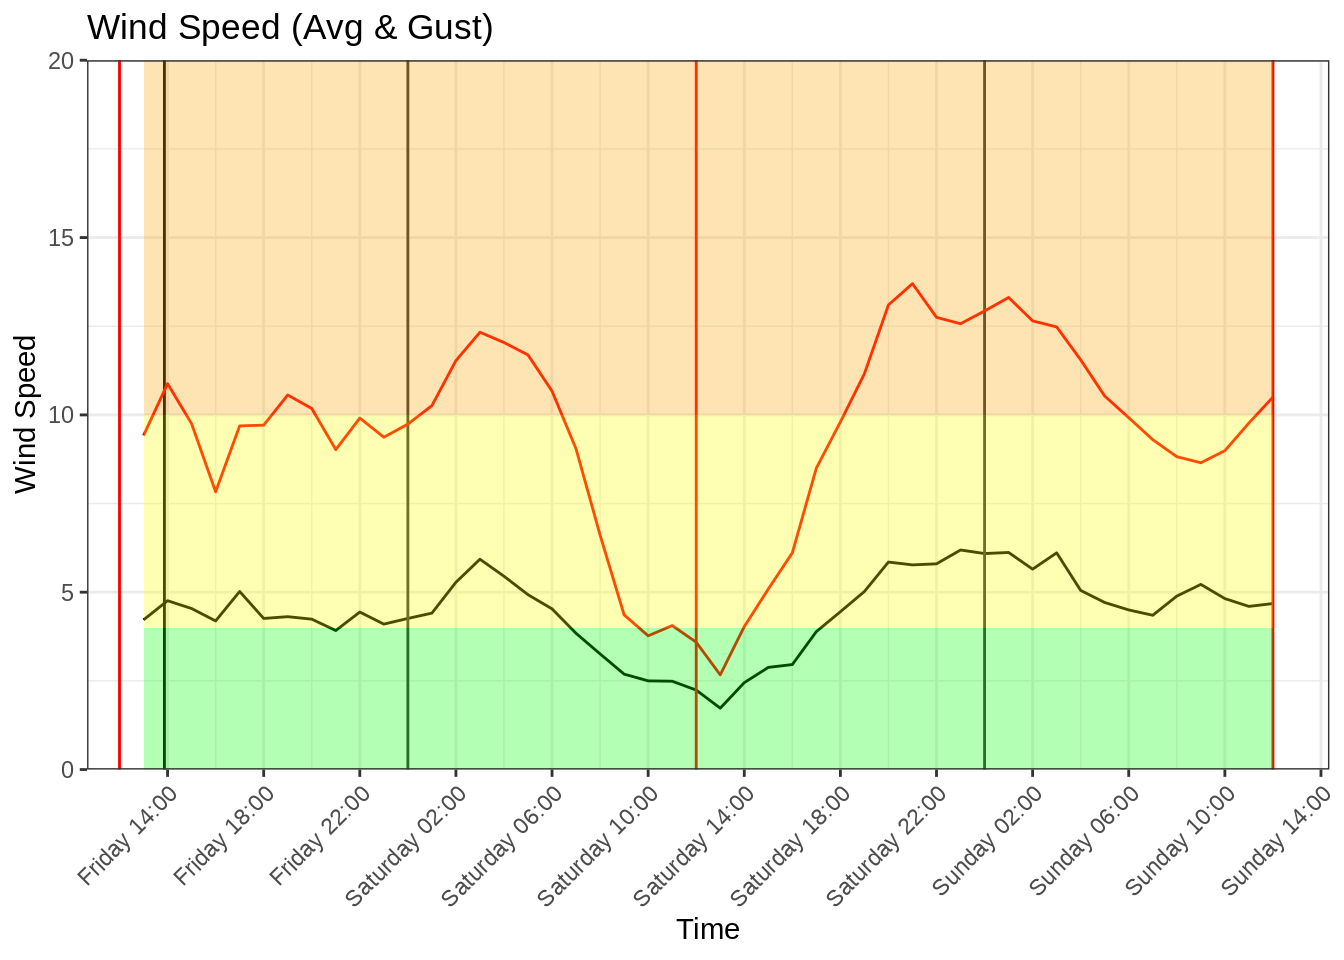 Wind Speed (Avg & Gust)
20
15
10
5
0
Wind Speed
Friday 14:00
Friday 18:00
Friday 22:00
Saturday 02:00
Saturday 06:00
Saturday 10:00
Saturday 14:00
Saturday 18:00
Saturday 22:00
Sunday 02:00
Sunday 06:00
Sunday 10:00
Sunday 14:00
Time